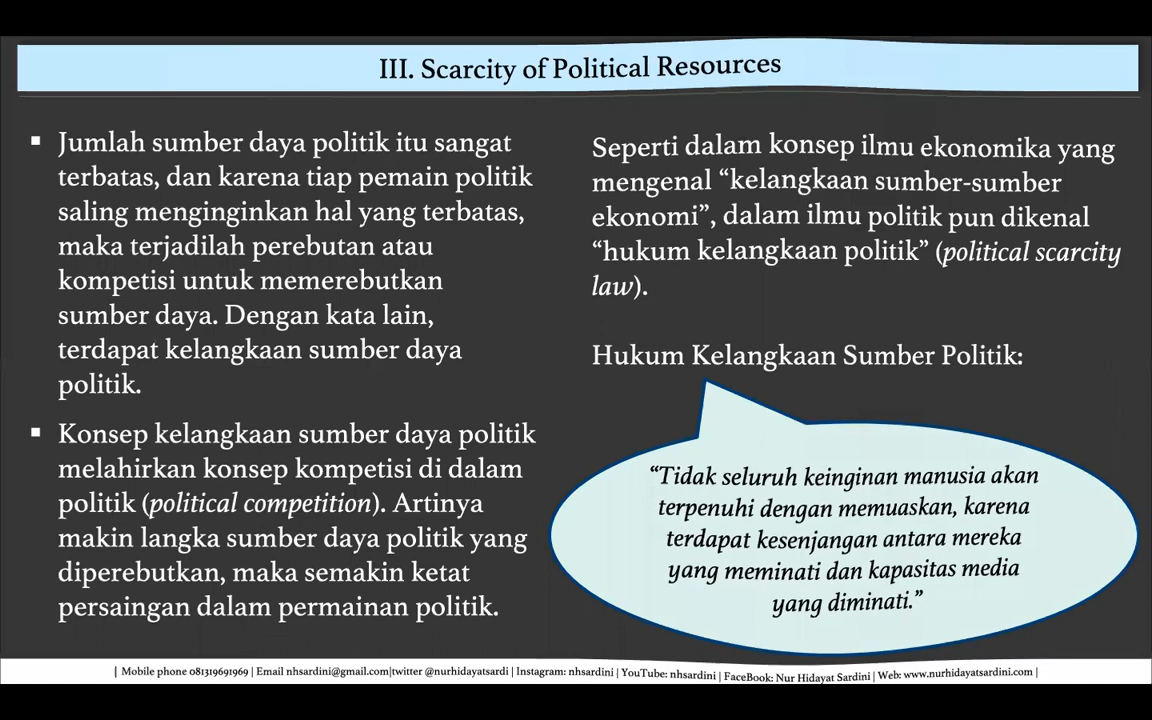 III. Scarcity of Political Resources
▪ Jumlah sumber daya politik itu sangat
terbatas, dan karena tiap pemain politik
saling menginginkan hal yang terbatas,
maka terjadilah perebutan atau
kompetisi untuk memerebutkan
sumber daya. Dengan kata lain,
terdapat kelangkaan sumber daya
politik.
▪ Konsep kelangkaan sumber daya politik
melahirkan konsep kompetisi di dalam
politik (political competition). Artinya
makin langka sumber daya politik yang
diperebutkan, maka semakin ketat
persaingan dalam permainan politik.
Seperti dalam konsep ilmu ekonomika yang
mengenal “kelangkaan sumber-sumber
ekonomi”, dalam ilmu politik pun dikenal
“hukum kelangkaan politik” (political scarcity
law).
Hukum Kelangkaan Sumber Politik:
“Tidak seluruh keinginan manusia akan
terpenuhi dengan memuaskan, karena
terdapat kesenjangan antara mereka
yang meminati dan kapasitas media
yang diminati.”
| Mobile phone 081319691969 | Email nhsardini@gmail.com|twitter @nurhidayatsardi | Instagram: nhsardini | YouTube: nhsardini | FaceBook: Nur Hidayat Sardini | Web: www.nurhidayatsardini.com |